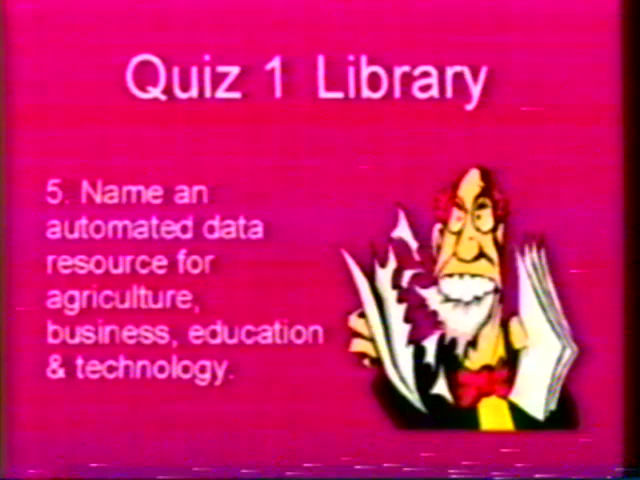 Quiz 1 Library
5. Name an
automated data
resource for
agriculture,
business, education
& technology.